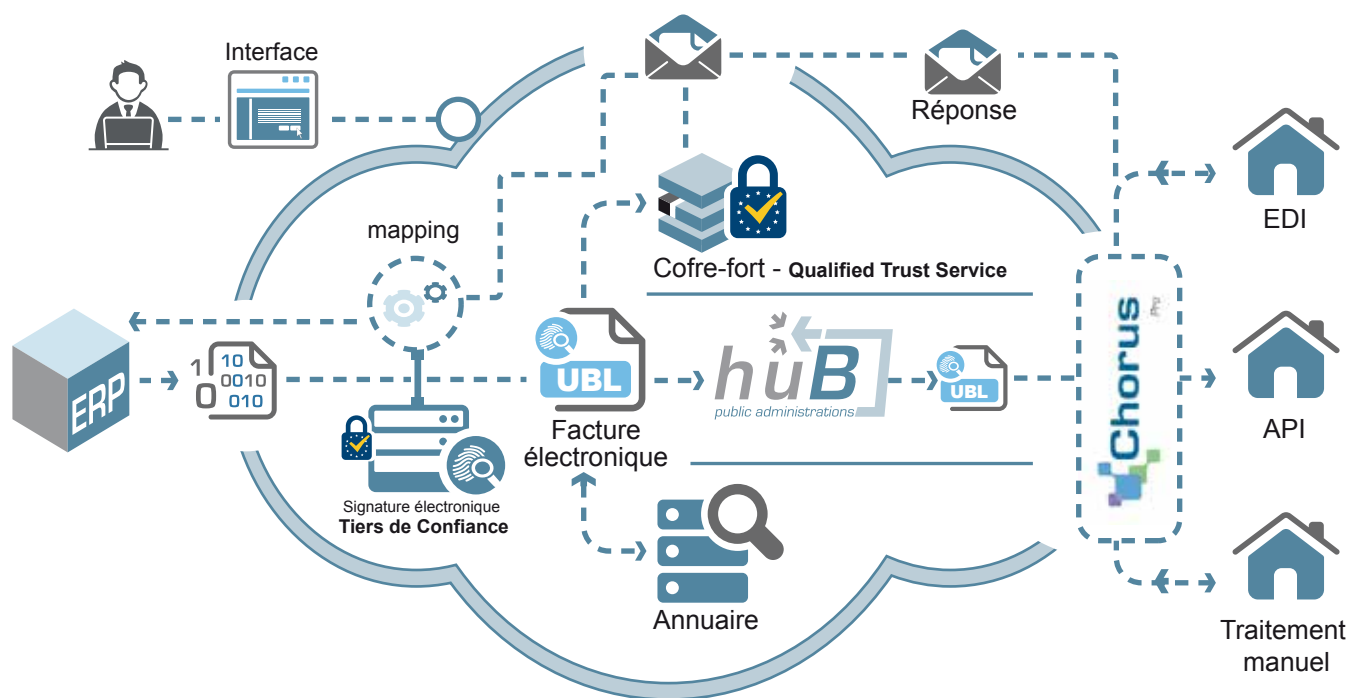 Interface
Réponse
EDI
mapping
Cofre-fort - Qualified Trust Service
ERP
1 10
0 0010
010
UBL
hub
public administrations
UBL
Chorus
Pro
API
Facture
électronique
Signature électronique
Tiers de Confiance
Annuaire
Traitement
manuel